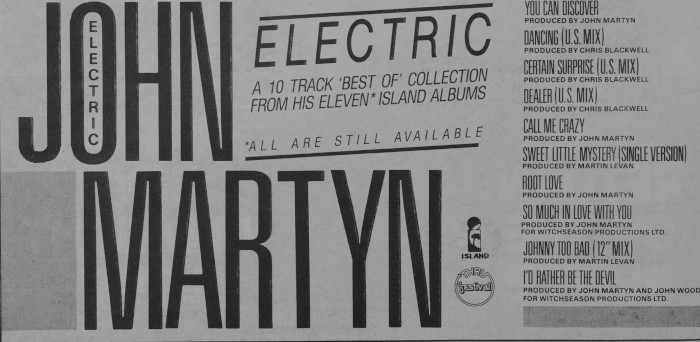 JOHN
ELECTRIC
MARTYN
ELECTRIC
A 10 TRACK 'BEST OF' COLLECTION
FROM HIS ELEVEN* ISLAND ALBUMS
*ALL ARE STILL AVAILABLE
ISLAND
THRU
Festival
YOU CAN DISCOVER
PRODUCED BY JOHN MARTYN
DANCING (U.S. MIX)
PRODUCED BY CHRIS BLACKWELL
CERTAIN SURPRISE (U.S. MIX)
PRODUCED BY CHRIS BLACKWELL
DEALER (U.S. MIX)
PRODUCED BY CHRIS BLACKWELL
CALL ME CRAZY
PRODUCED BY JOHN MARTYN
SWEET LITTLE MYSTERY (SINGLE VERSION)
PRODUCED BY MARTIN LEVAN
ROOT LOVE
PRODUCED BY JOHN MARTYN
SO MUCH IN LOVE WITH YOU
PRODUCED BY JOHN MARTYN
FOR WITCHSEASON PRODUCTIONS LTD.
JOHNNY TOO BAD (12" MIX)
PRODUCED BY MARTIN LEVAN
I'D RATHER BE THE DEVIL
PRODUCED BY JOHN MARTYN AND JOHN WOOD
FOR WITCHSEASON PRODUCTIONS LTD.